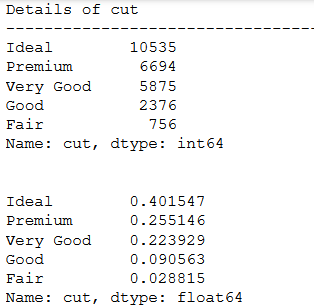 Details of cut
----------------------------------
Ideal 10535
Premium 6694
Very Good 5875
Good 2376
Fair 756
Name: cut, dtype: int64
Ideal 0.401547
Premium 0.255146
Very Good 0.223929
Good 0.090563
Fair 0.028815
Name: cut, dtype: float64